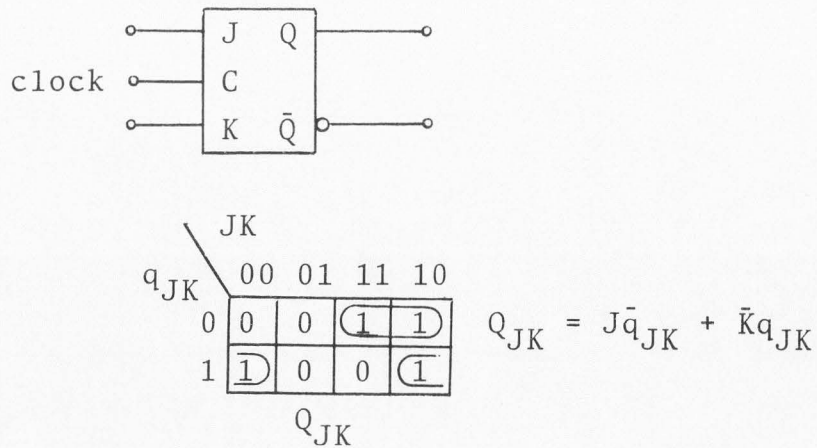 J Q
clock C
K Q̄
JK
q_JK 00 01 11 10
0 0 0 1 1 Q_JK = Jq̄_JK + K̄q_JK
1 1 0 0 1
Q_JK